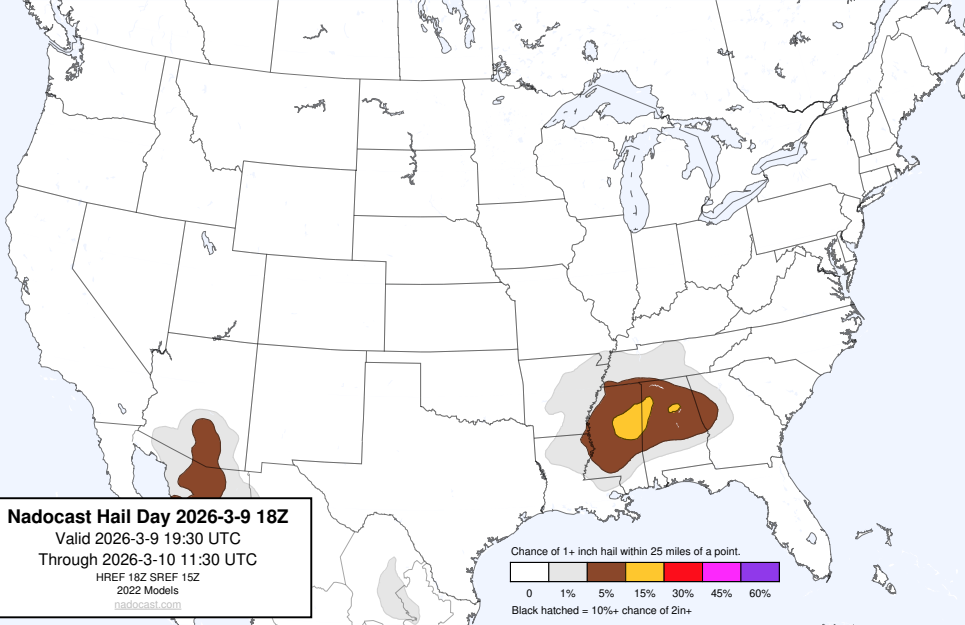 Nadocast Hail Day 2026-3-9 18Z
Valid 2026-3-9 19:30 UTC
Through 2026-3-10 11:30 UTC
HREF 18Z SREF 15Z
2022 Models
nadocast.com
Chance of 1+ inch hail within 25 miles of a point.
0 1% 5% 15% 30% 45% 60%
Black hatched = 10%+ chance of 2in+